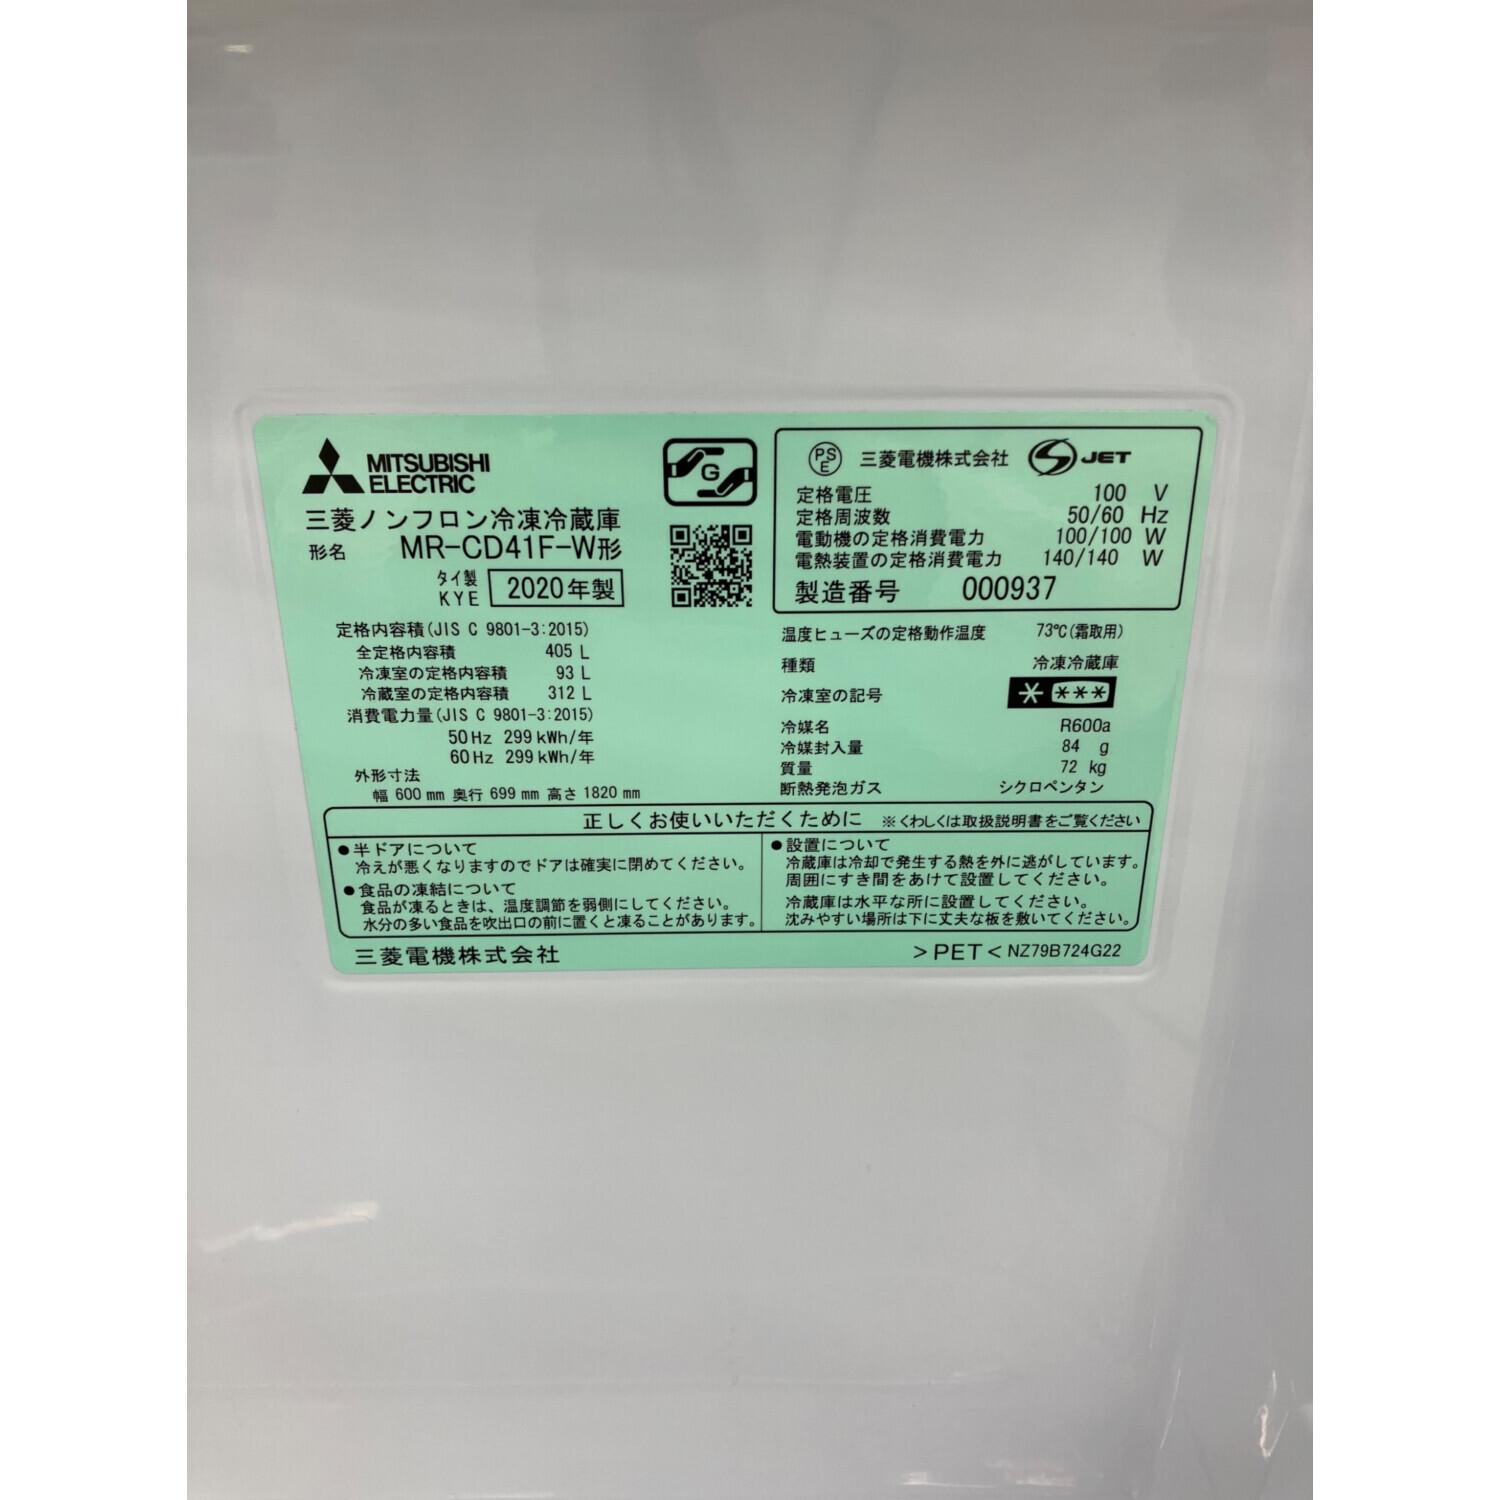 MITSUBISHI
ELECTRIC
三菱ノンフロン冷凍冷蔵庫
形名 MR-CD41F-W形
タイ製
KYE 2020年製
G
PS
E 三菱電機株式会社 S JET
定格電圧 100 V
定格周波数 50/60 Hz
電動機の定格消費電力 100/100 W
電熱装置の定格消費電力 140/140 W
製造番号 000937
定格内容積(JIS C 9801-3:2015)
全定格内容積 405 L
冷凍室の定格内容積 93 L
冷蔵室の定格内容積 312 L
消費電力量(JIS C 9801-3:2015)
50Hz 299kWh/年
60Hz 299kWh/年
外形寸法
幅 600 mm 奥行 699 mm 高さ 1820 mm
温度ヒューズの定格動作温度 73℃(霜取用)
種類 冷凍冷蔵庫
冷凍室の記号 * ***
冷媒名 R600a
冷媒封入量 84 g
質量 72 kg
断熱発泡ガス シクロペンタン
正しくお使いいただくために ※くわしくは取扱説明書をご覧ください
●半ドアについて
冷えが悪くなりますのでドアは確実に閉めてください。
●食品の凍結について
食品が凍るときは、温度調節を弱側にしてください。
水分の多い食品を吹出口の前に置くと凍ることがあります。
●設置について
冷蔵庫は冷却で発生する熱を外に逃がしています。
周囲にすき間をあけて設置してください。
冷蔵庫は水平な所に設置してください。
沈みやすい場所は下に丈夫な板を敷いてください。
三菱電機株式会社 >PET< NZ79B724G22